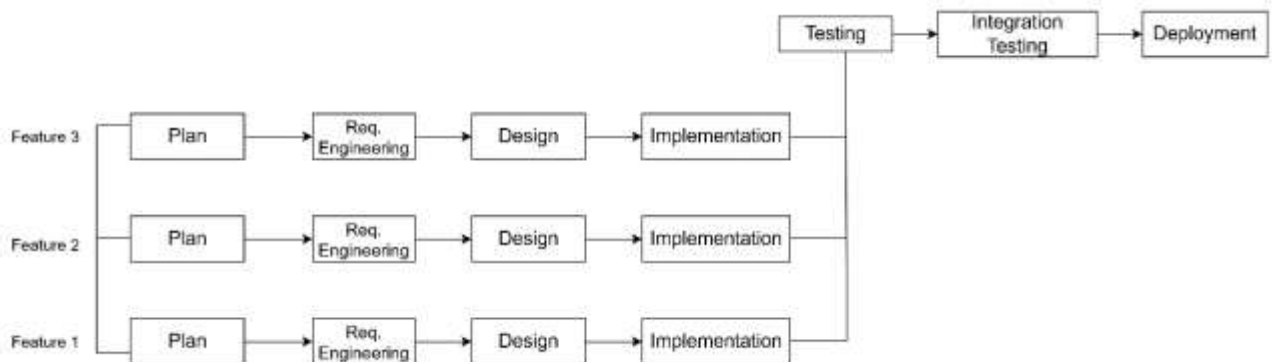 Testing
Integration
Testing
Deployment
Feature 3
Plan
Req.
Engineering
Design
Implementation
Feature 2
Plan
Req.
Engineering
Design
Implementation
Feature 1
Plan
Req.
Engineering
Design
Implementation